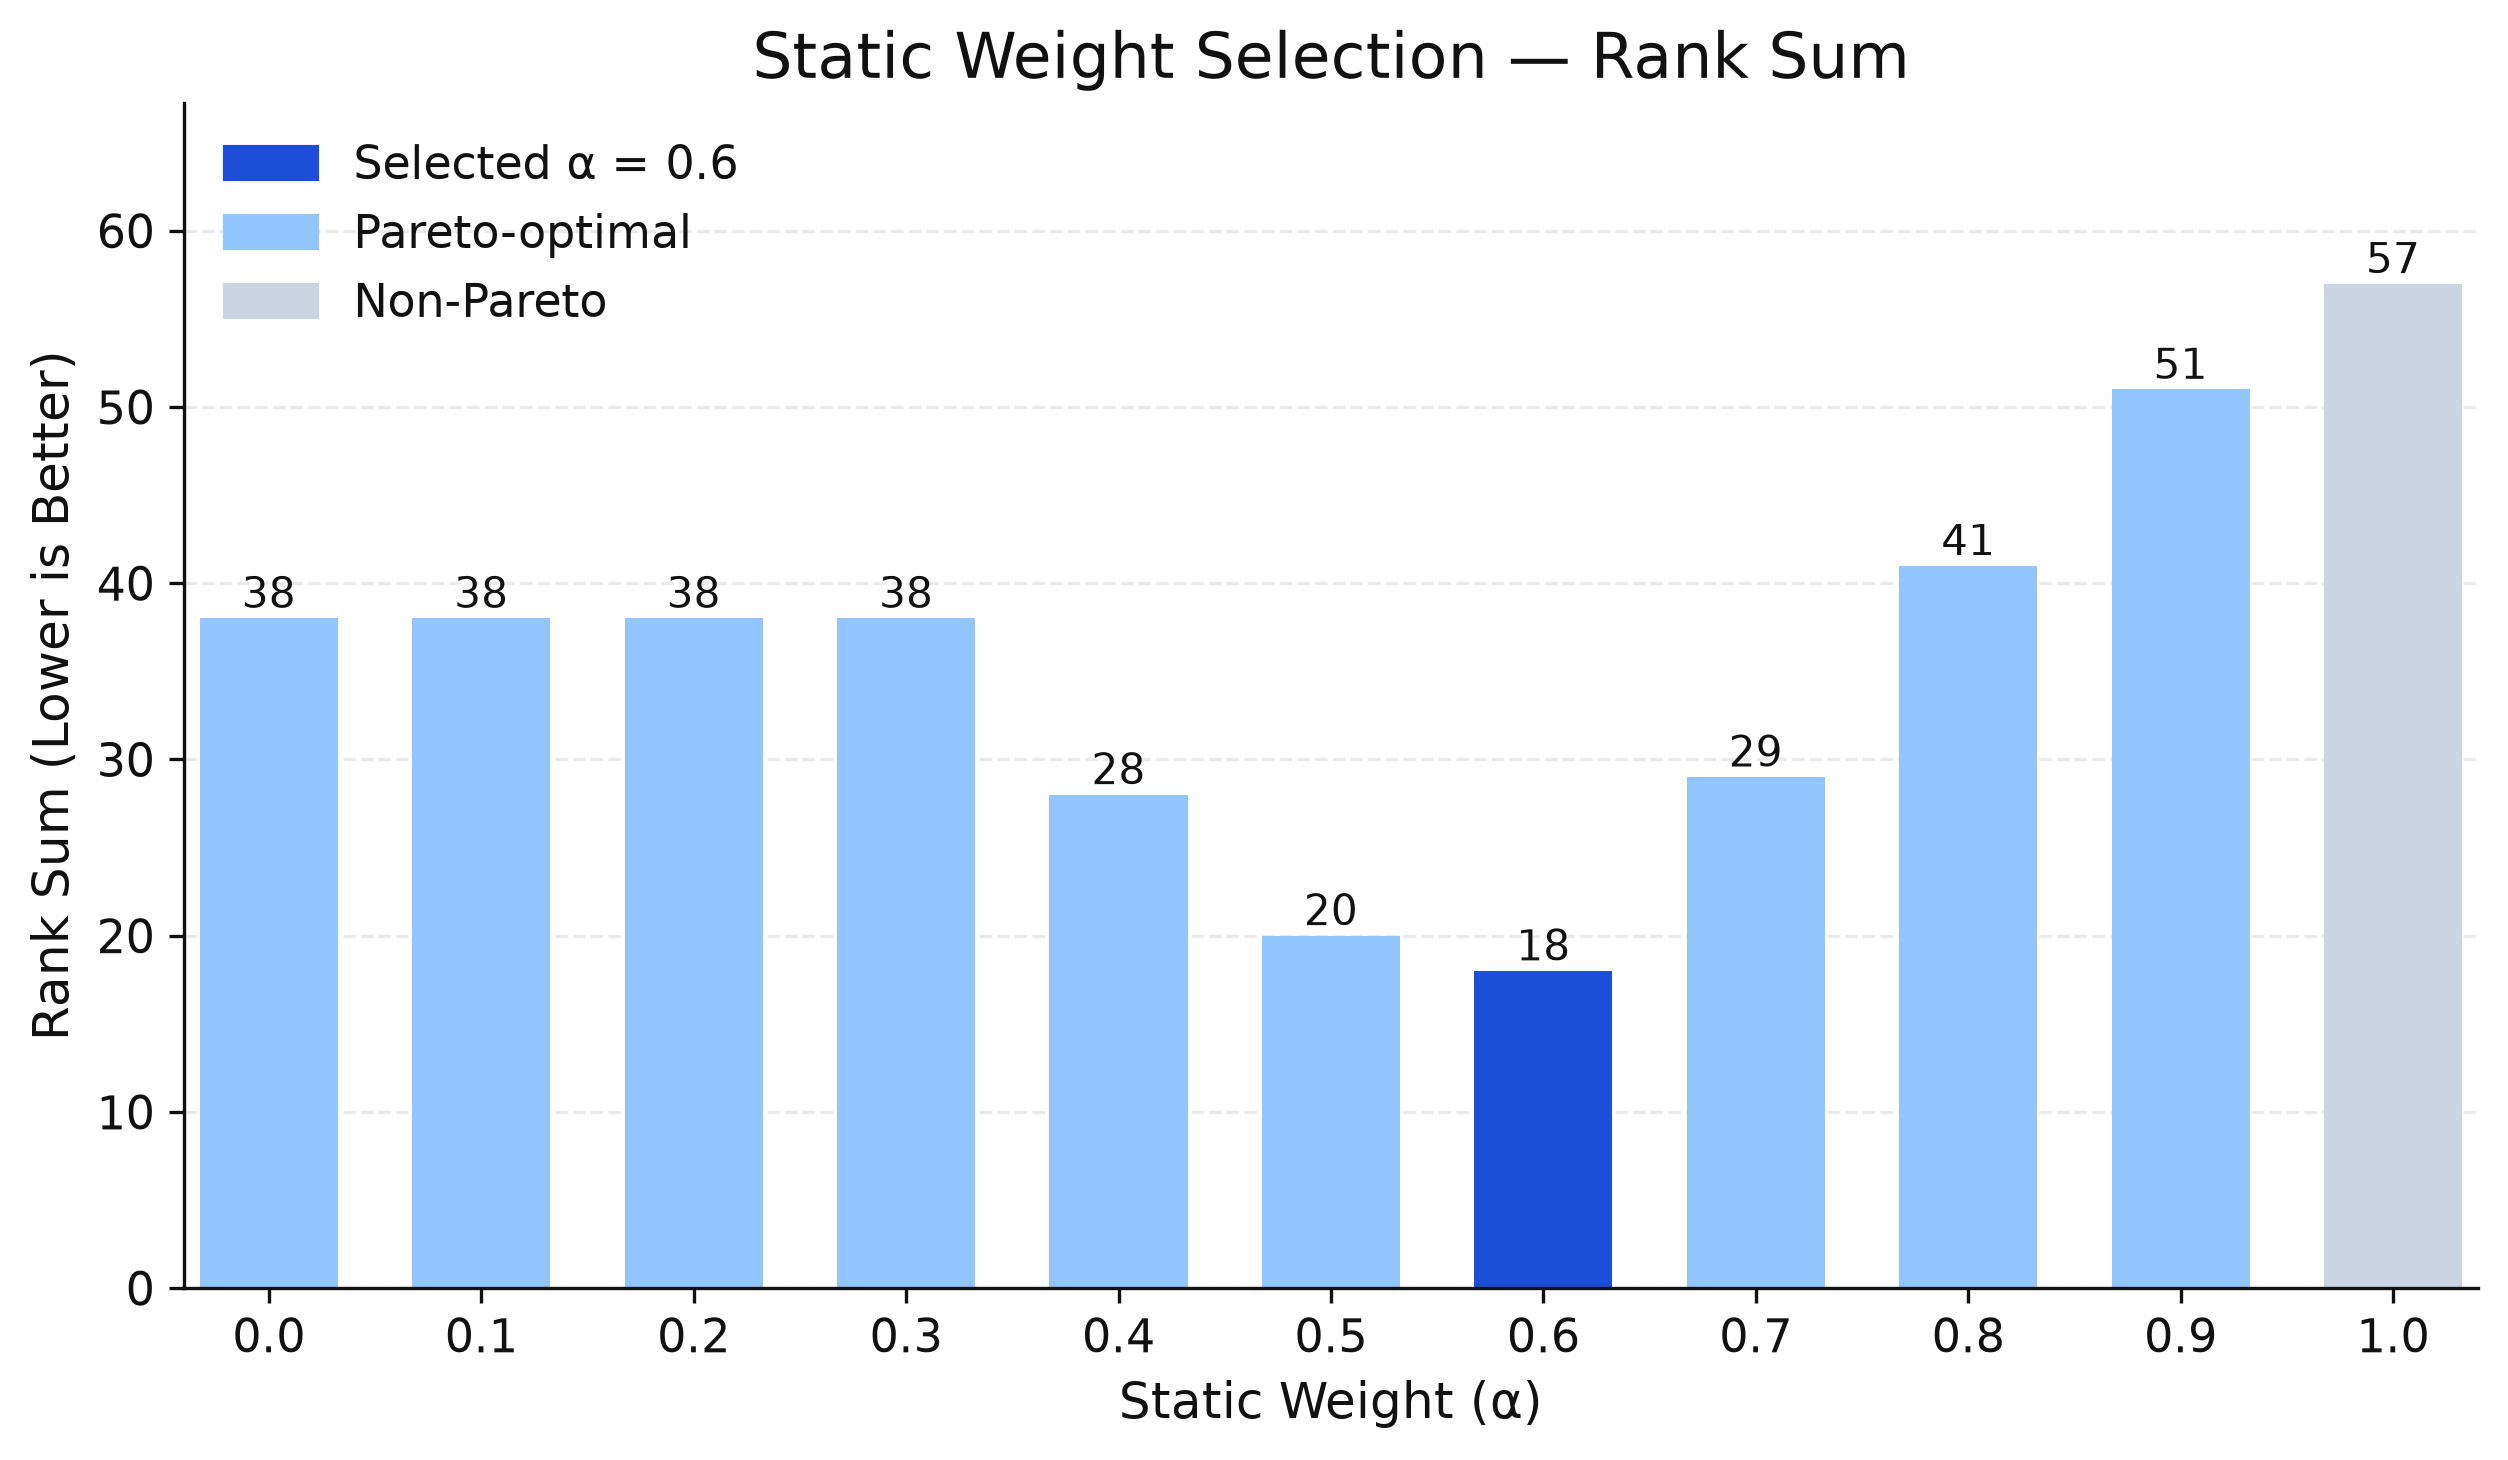 Static Weight Selection — Rank Sum
Selected α = 0.6
Pareto-optimal
Non-Pareto
Rank Sum (Lower is Better)
60
50
40
30
20
10
0
38
38
38
38
28
20
18
29
41
51
57
0.0 0.1 0.2 0.3 0.4 0.5 0.6 0.7 0.8 0.9 1.0
Static Weight (α)